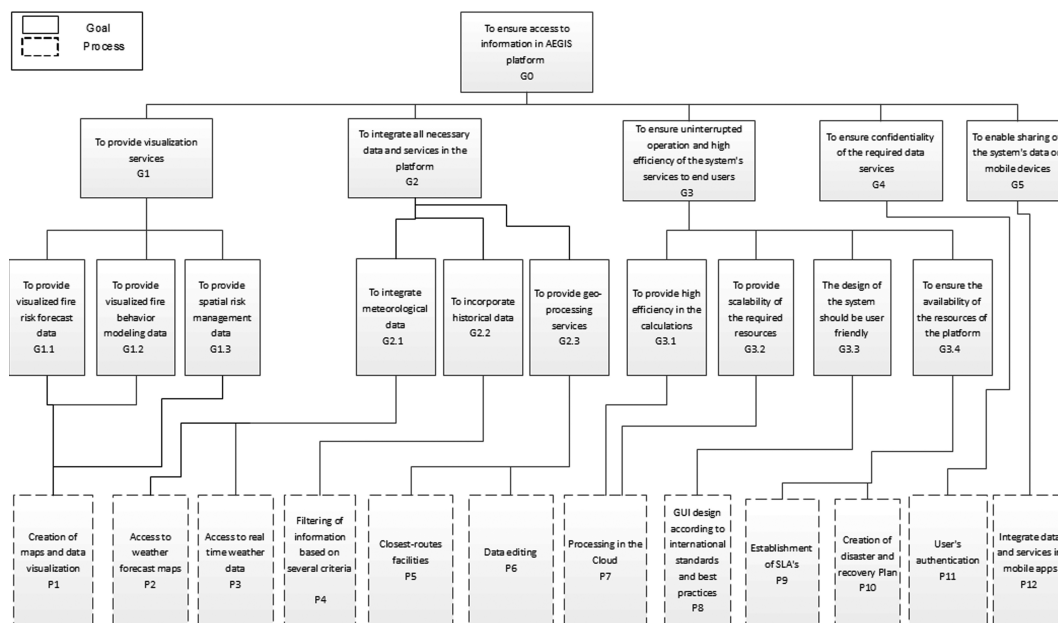 Goal
Process
To ensure access to
information in AEGIS
platform
G0
To provide visualization
services
G1
To integrate all necessary
data and services in the
platform
G2
To ensure uninterrupted
operation and high
efficiency of the system's
services to end users
G3
To ensure confidentiality
of the required data
services
G4
To enable sharing of
the system's data on
mobile devices
G5
To provide
visualized fire
risk forecast
data
G1.1
To provide
visualized fire
behavior
modeling data
G1.2
To provide
spatial risk
management
data
G1.3
To integrate
meteorological
data
G2.1
To incorporate
historical data
G2.2
To provide geo-
processing
services
G2.3
To provide high
efficiency in the
calculations
G3.1
To provide
scalability of
the required
resources
G3.2
The design of
the system
should be user
friendly
G3.3
To ensure the
availability of
the resources of
the platform
G3.4
Creation of
maps and data
visualization
P1
Access to
weather
forecast maps
P2
Access to real
time weather
data
P3
Filtering of
information
based on
several criteria
P4
Closest-routes
facilities
P5
Data editing
P6
Processing in the
Cloud
P7
GUI design
according to
international
standards
and best
practices
P8
Establishment
of SLA's
P9
Creation of
disaster and
recovery Plan
P10
User's
authentication
P11
Integrate data
and services in
mobile apps
P12